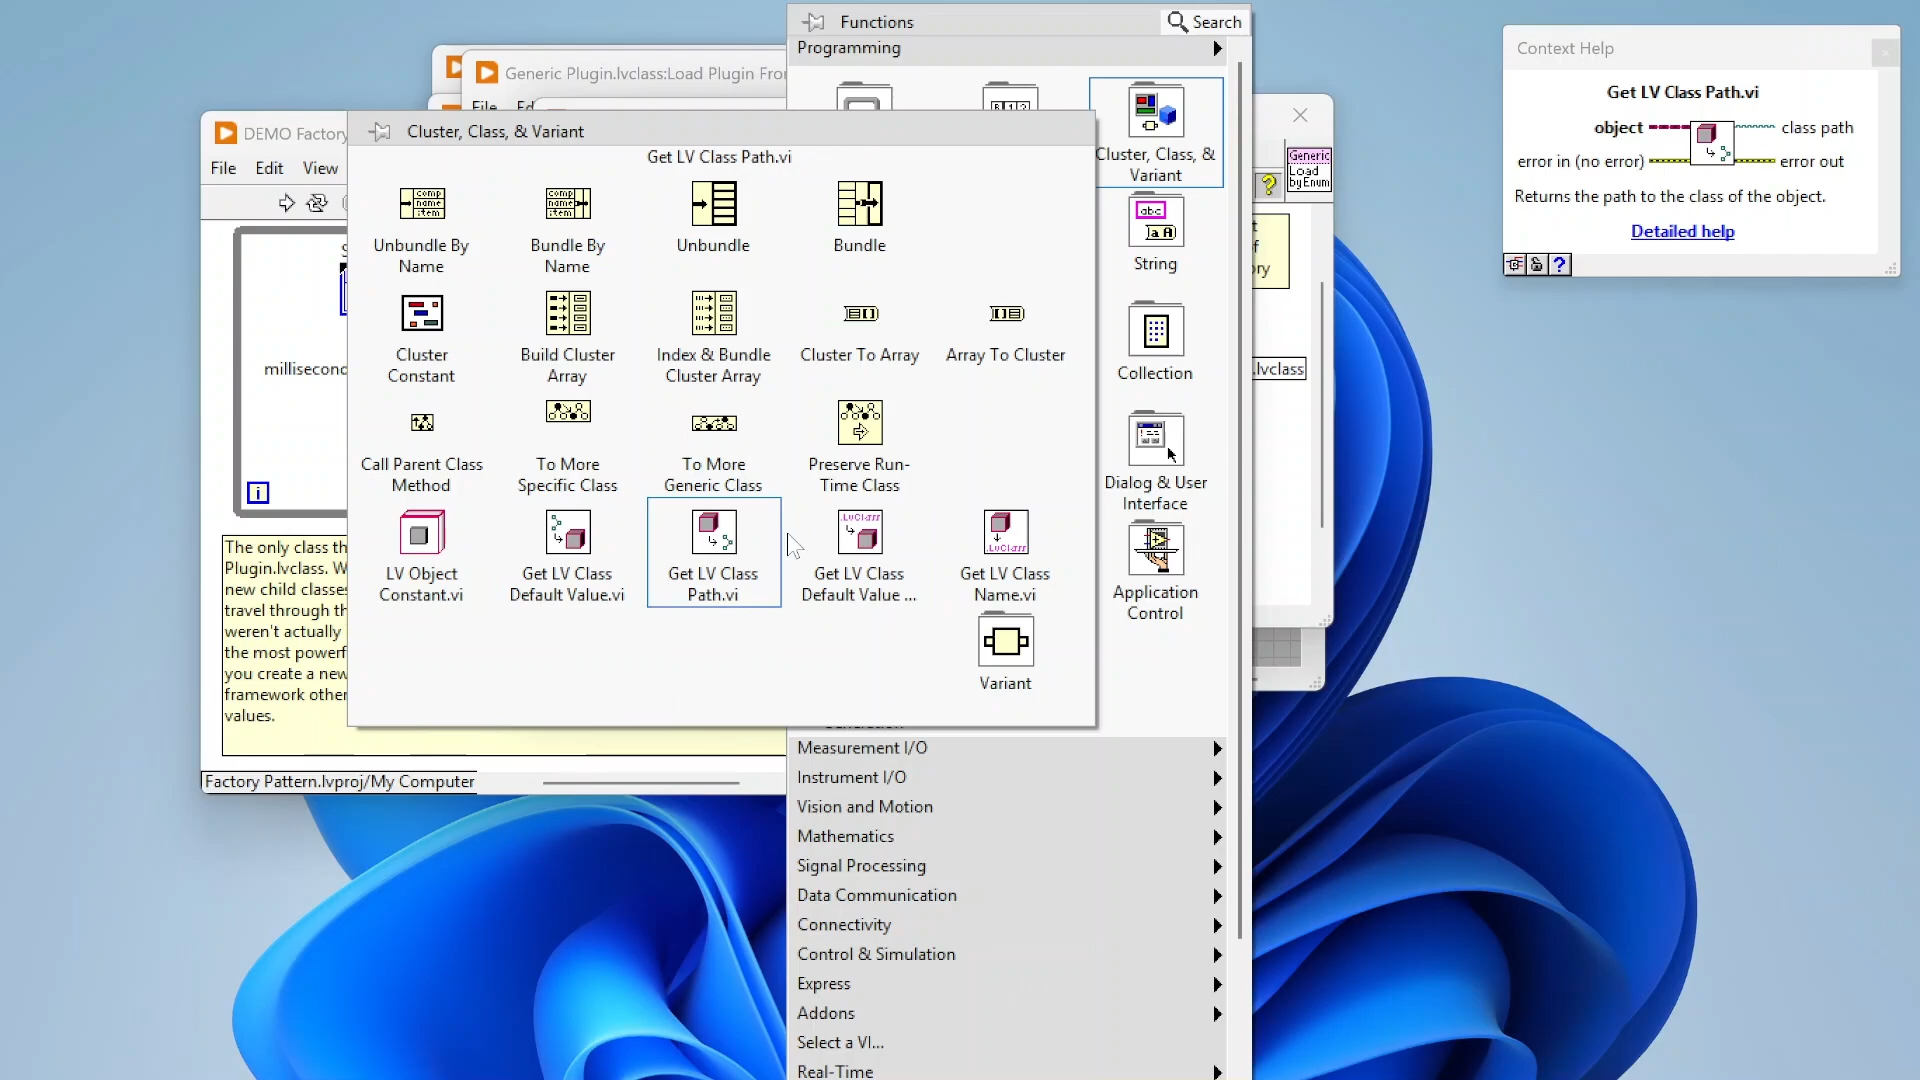 Functions
Search
Programming
Generic Plugin.lvclass:Load Plugin Fro
File
DEMO Factory
File Edit View
Cluster, Class, & Variant
Get LV Class Path.vi
Unbundle By
Name
Bundle By
Name
Unbundle
Bundle
Cluster
Constant
Build Cluster
Array
Index & Bundle
Cluster Array
Cluster To Array
Array To Cluster
Call Parent Class
Method
To More
Specific Class
To More
Generic Class
Preserve Run-
Time Class
LV Object
Constant.vi
Get LV Class
Default Value.vi
Get LV Class
Path.vi
Get LV Class
Default Value ...
Get LV Class
Name.vi
Variant
Cluster, Class, &
Variant
String
Collection
Dialog & User
Interface
Application
Control
Measurement I/O
Instrument I/O
Vision and Motion
Mathematics
Signal Processing
Data Communication
Connectivity
Control & Simulation
Express
Addons
Select a VI...
Real-Time
millisecond
i
The only class th
Plugin.lvclass. W
new child classes
travel through th
weren't actually
the most powerf
you create a new
framework other
values.
Factory Pattern.lvproj/My Computer
Generic
Load
byEnum
.lvclass
Context Help
Get LV Class Path.vi
object
class path
error in (no error)
error out
Returns the path to the class of the object.
Detailed help